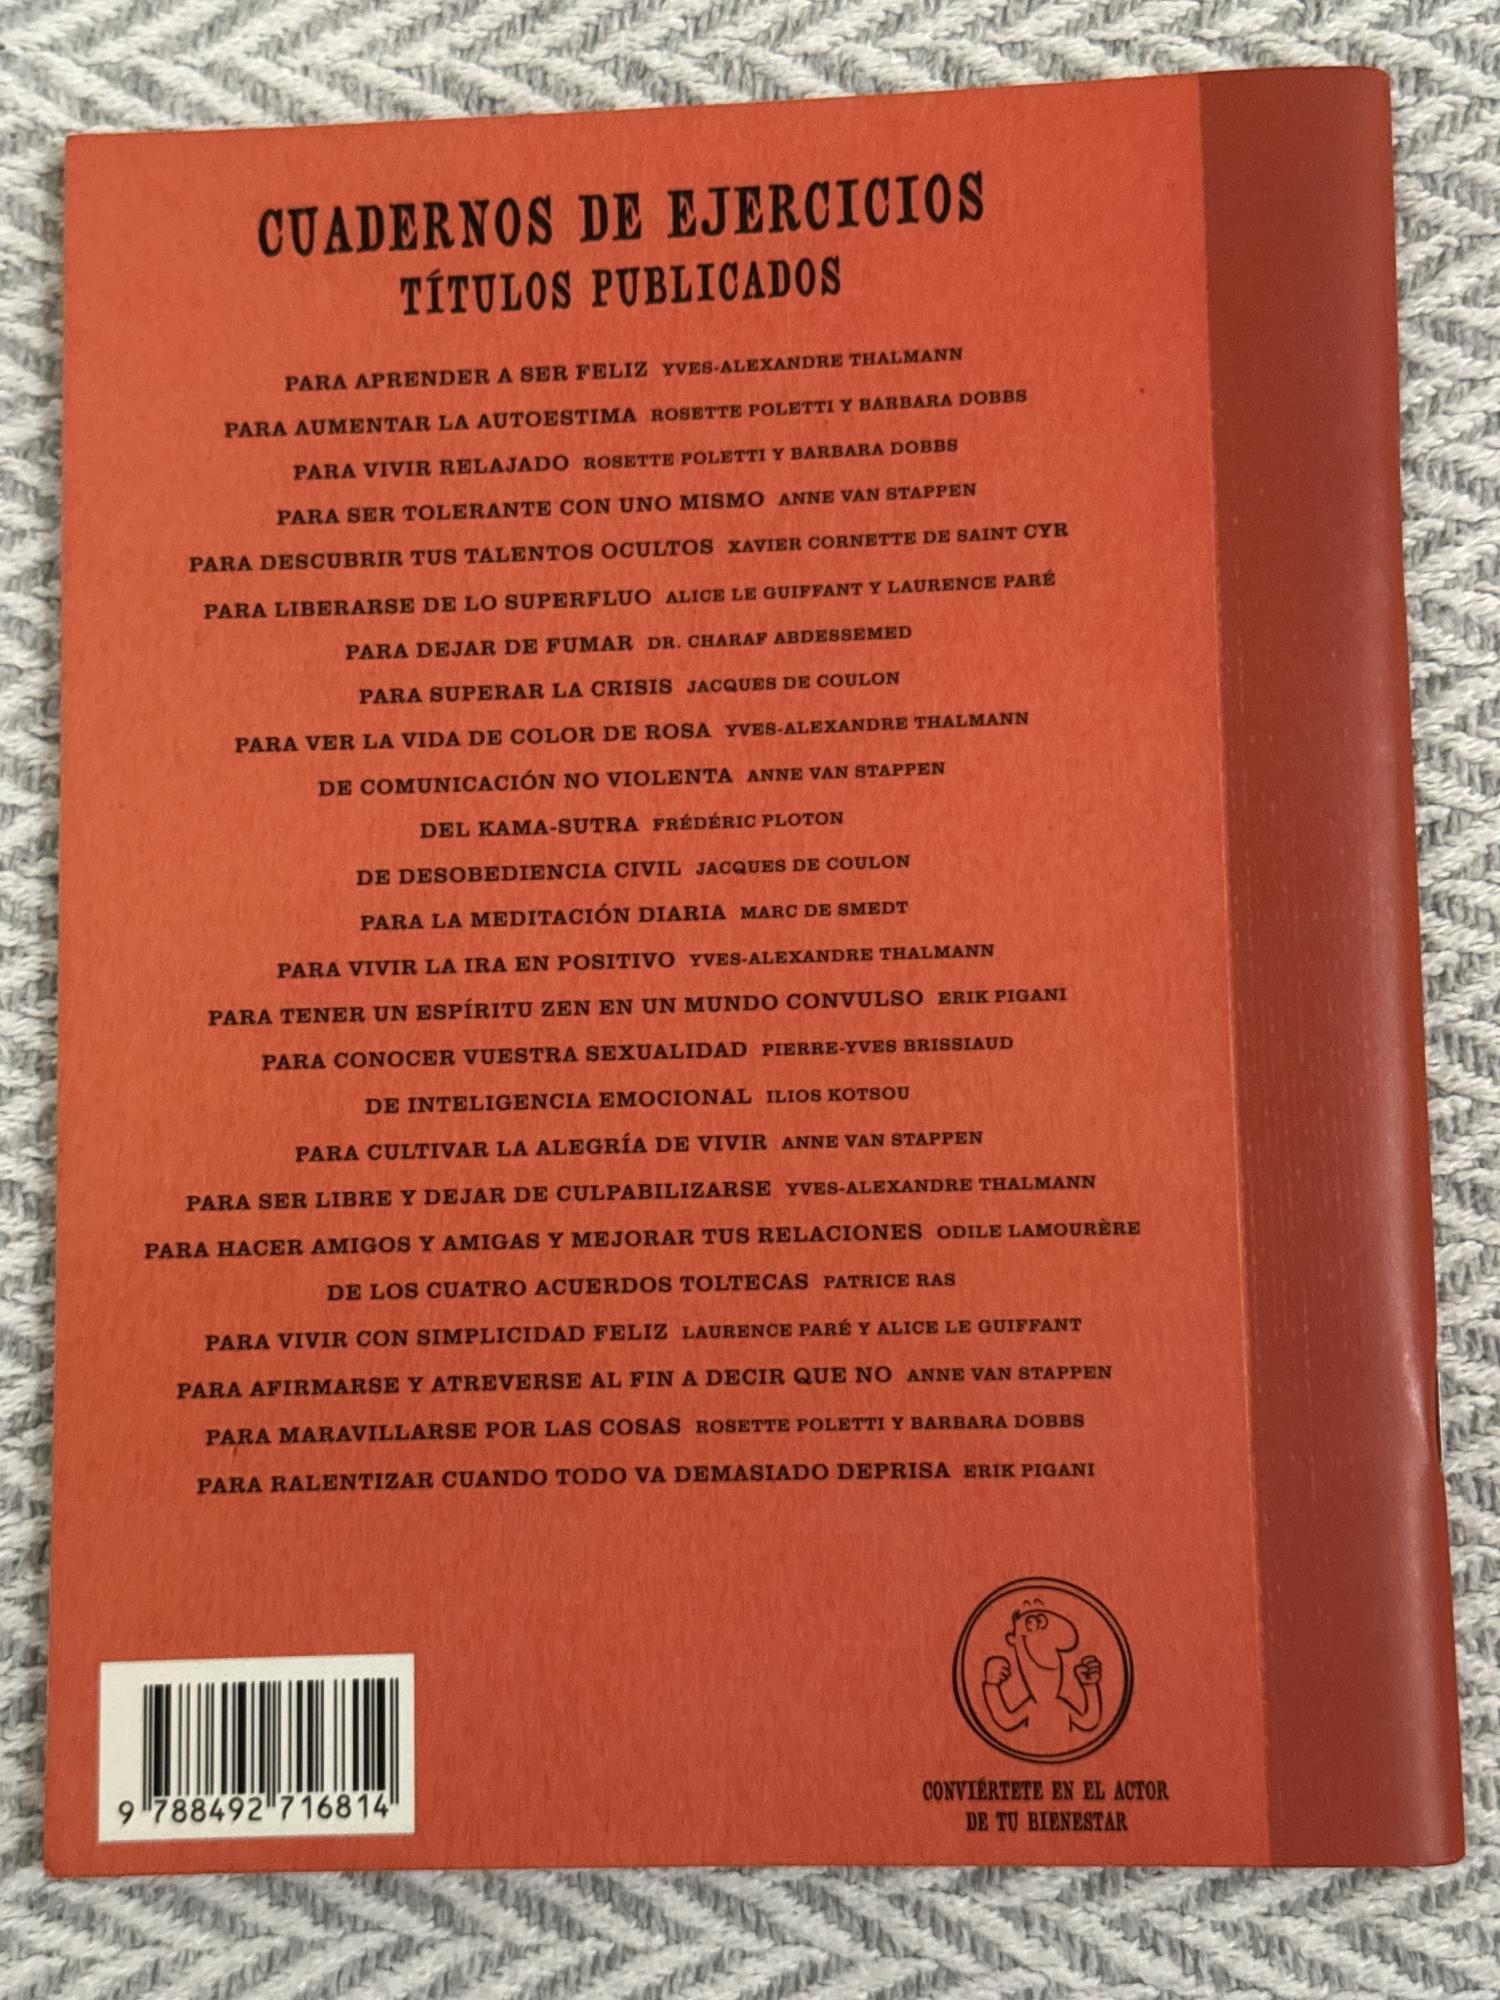 CUADERNOS DE EJERCICIOS
TÍTULOS PUBLICADOS
PARA APRENDER A SER FELIZ YVES-ALEXANDRE THALMANN
PARA AUMENTAR LA AUTOESTIMA ROSETTE POLETTI Y BARBARA DOBBS
PARA VIVIR RELAJADO ROSETTE POLETTI Y BARBARA DOBBS
PARA SER TOLERANTE CON UNO MISMO ANNE VAN STAPPEN
PARA DESCUBRIR TUS TALENTOS OCULTOS XAVIER CORNETTE DE SAINT CYR
PARA LIBERARSE DE LO SUPERFLUO ALICE LE GUIFFANT Y LAURENCE PARÉ
PARA DEJAR DE FUMAR DR. CHARAF ABDESSEMED
PARA SUPERAR LA CRISIS JACQUES DE COULON
PARA VER LA VIDA DE COLOR DE ROSA YVES-ALEXANDRE THALMANN
DE COMUNICACIÓN NO VIOLENTA ANNE VAN STAPPEN
DEL KAMA-SUTRA FRÉDÉRIC PLOTON
DE DESOBEDIENCIA CIVIL JACQUES DE COULON
PARA LA MEDITACIÓN DIARIA MARC DE SMEDT
PARA VIVIR LA IRA EN POSITIVO YVES-ALEXANDRE THALMANN
PARA TENER UN ESPÍRITU ZEN EN UN MUNDO CONVULSO ERIK PIGANI
PARA CONOCER VUESTRA SEXUALIDAD PIERRE-YVES BRISSIAUD
DE INTELIGENCIA EMOCIONAL ILIOS KOTSOU
PARA CULTIVAR LA ALEGRÍA DE VIVIR ANNE VAN STAPPEN
PARA SER LIBRE Y DEJAR DE CULPABILIZARSE YVES-ALEXANDRE THALMANN
PARA HACER AMIGOS Y AMIGAS Y MEJORAR TUS RELACIONES ODILE LAMOURÈRE
DE LOS CUATRO ACUERDOS TOLTECAS PATRICE RAS
PARA VIVIR CON SIMPLICIDAD FELIZ LAURENCE PARÉ Y ALICE LE GUIFFANT
PARA AFIRMARSE Y ATREVERSE AL FIN A DECIR QUE NO ANNE VAN STAPPEN
PARA MARAVILLARSE POR LAS COSAS ROSETTE POLETTI Y BARBARA DOBBS
PARA RALENTIZAR CUANDO TODO VA DEMASIADO DEPRISA ERIK PIGANI
9 788492 716814
CONVIÉRTETE EN EL ACTOR
DE TU BIENESTAR